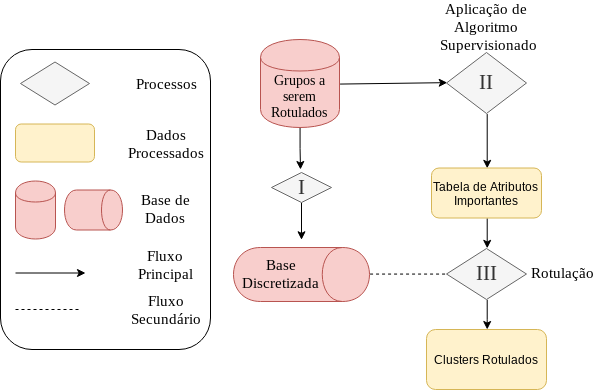 Processos
Dados
Processados
Base de
Dados
Fluxo
Principal
Fluxo
Secundário
Grupos a
serem
Rotulados
I
Base
Discretizada
Aplicação de
Algoritmo
Supervisionado
II
Tabela de Atributos
Importantes
III
Rotulação
Clusters Rotulados